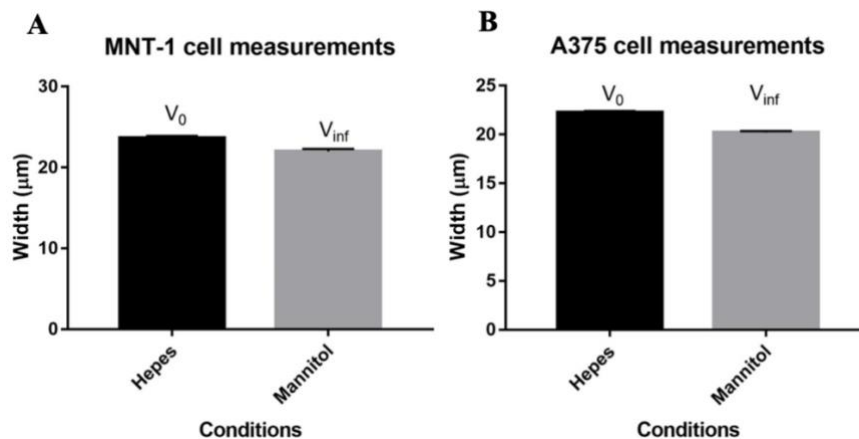 A
MNT-1 cell measurements
Width (μm)
30
20
10
0
V0
Vinf
Hepes
Mannitol
Conditions
B
A375 cell measurements
Width (μm)
25
20
15
10
5
0
V0
Vinf
Hepes
Mannitol
Conditions